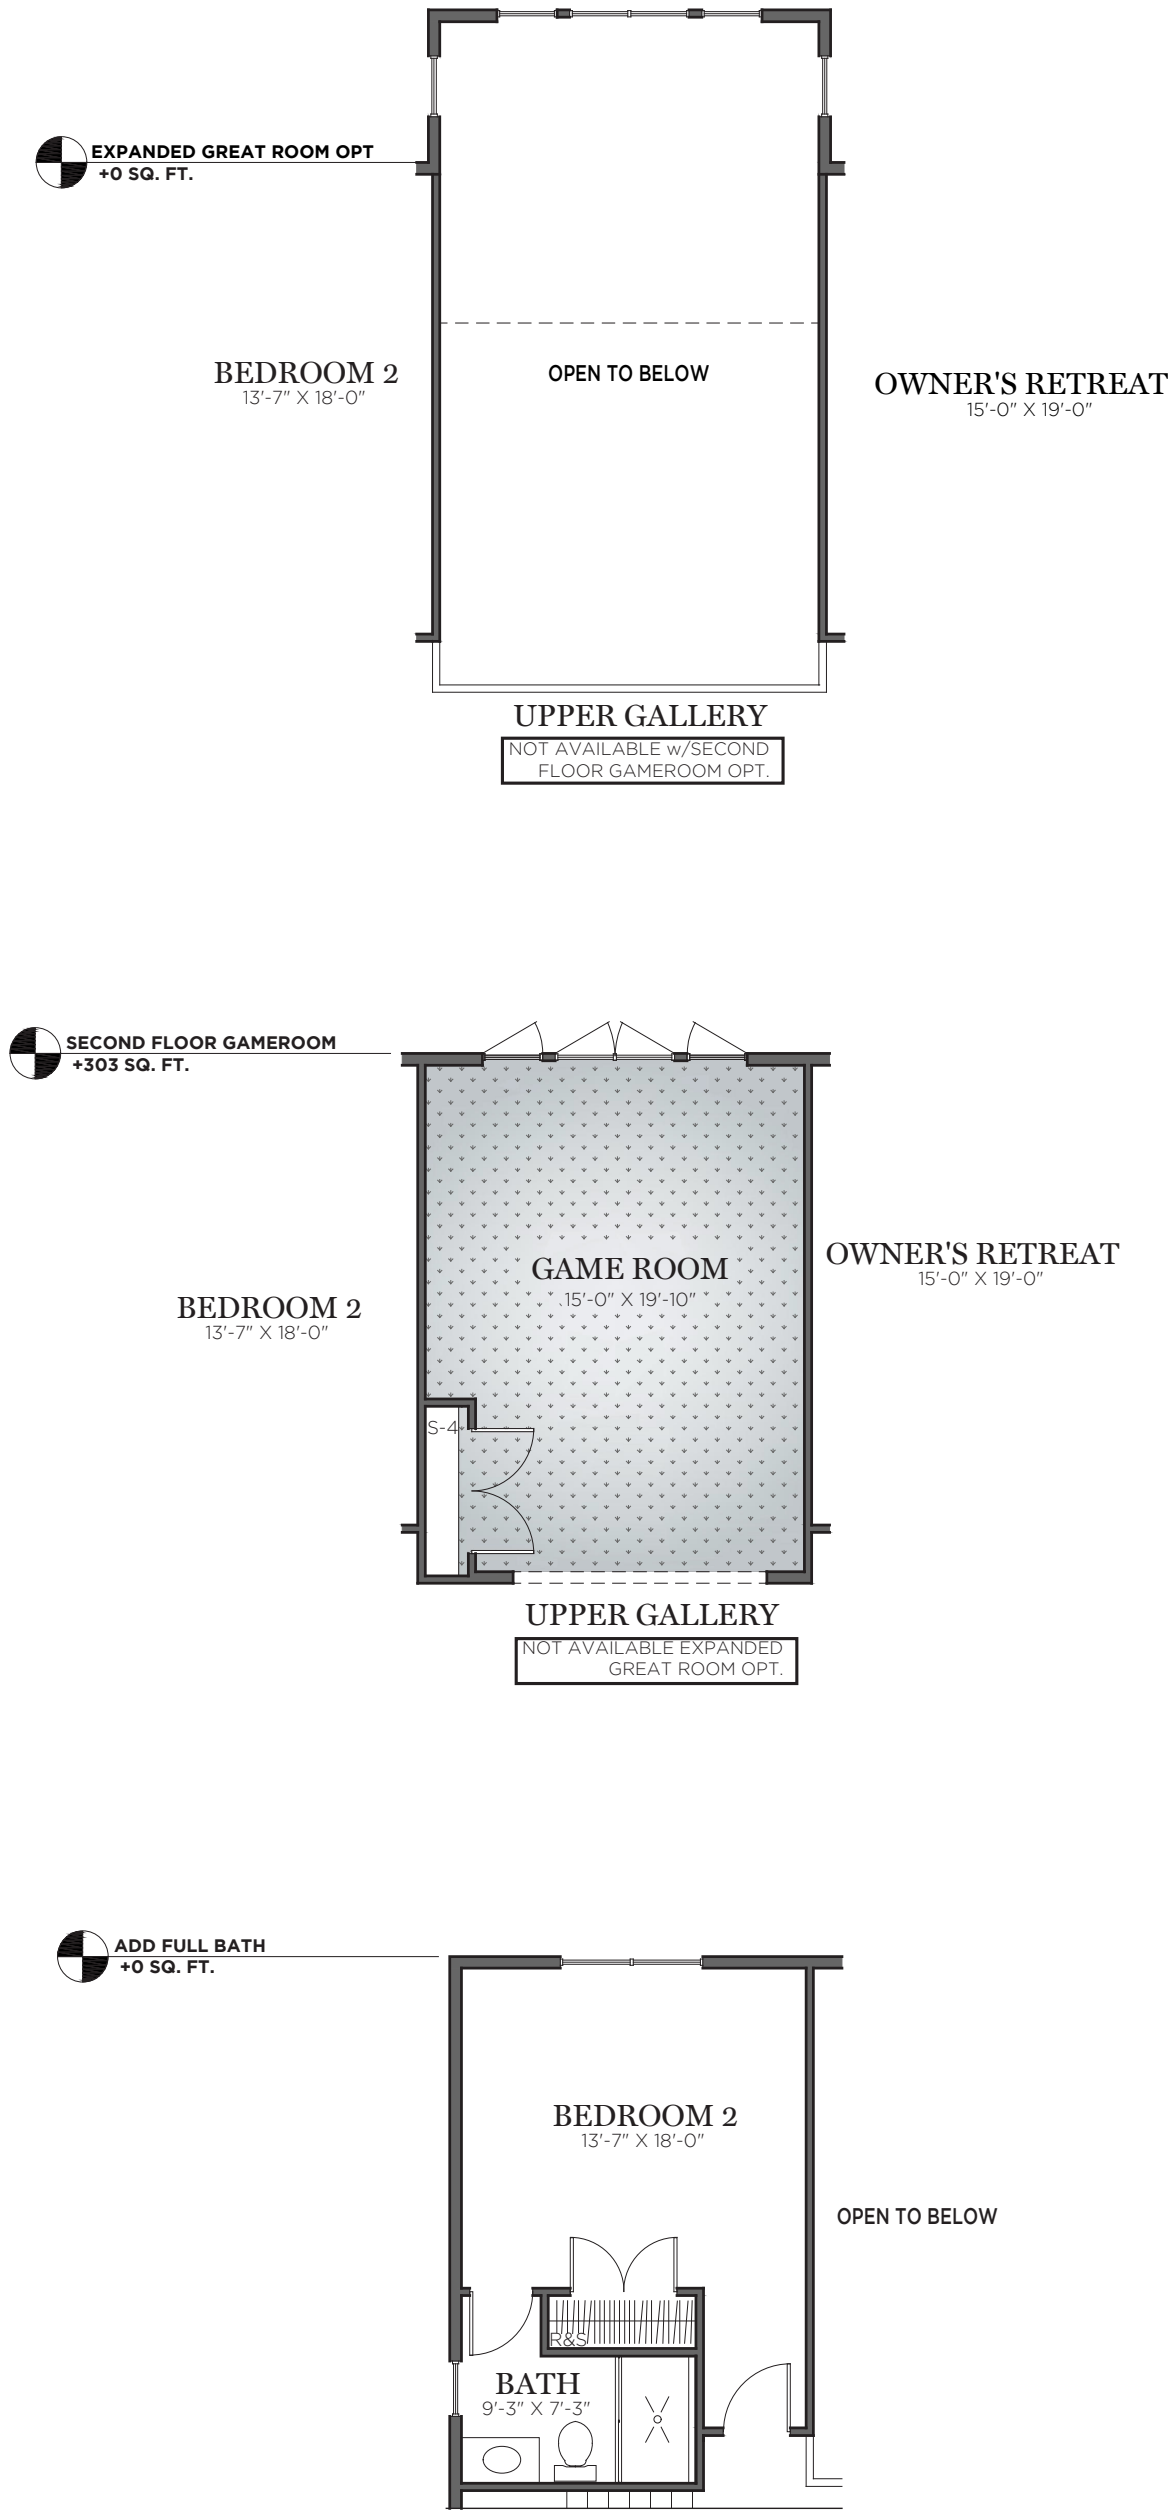 EXPANDED GREAT ROOM OPT
+0 SQ. FT.
BEDROOM 2
13'-7" X 18'-0"
OPEN TO BELOW
OWNER'S RETREAT
15'-0" X 19'-0"
UPPER GALLERY
NOT AVAILABLE w/SECOND
FLOOR GAMEROOM OPT.
SECOND FLOOR GAMEROOM
+303 SQ. FT.
GAME ROOM
15'-0" X 19'-10"
OWNER'S RETREAT
15'-0" X 19'-0"
BEDROOM 2
13'-7" X 18'-0"
S-4
UPPER GALLERY
NOT AVAILABLE EXPANDED
GREAT ROOM OPT.
ADD FULL BATH
+0 SQ. FT.
BEDROOM 2
13'-7" X 18'-0"
OPEN TO BELOW
R&S
BATH
9'-3" X 7'-3"